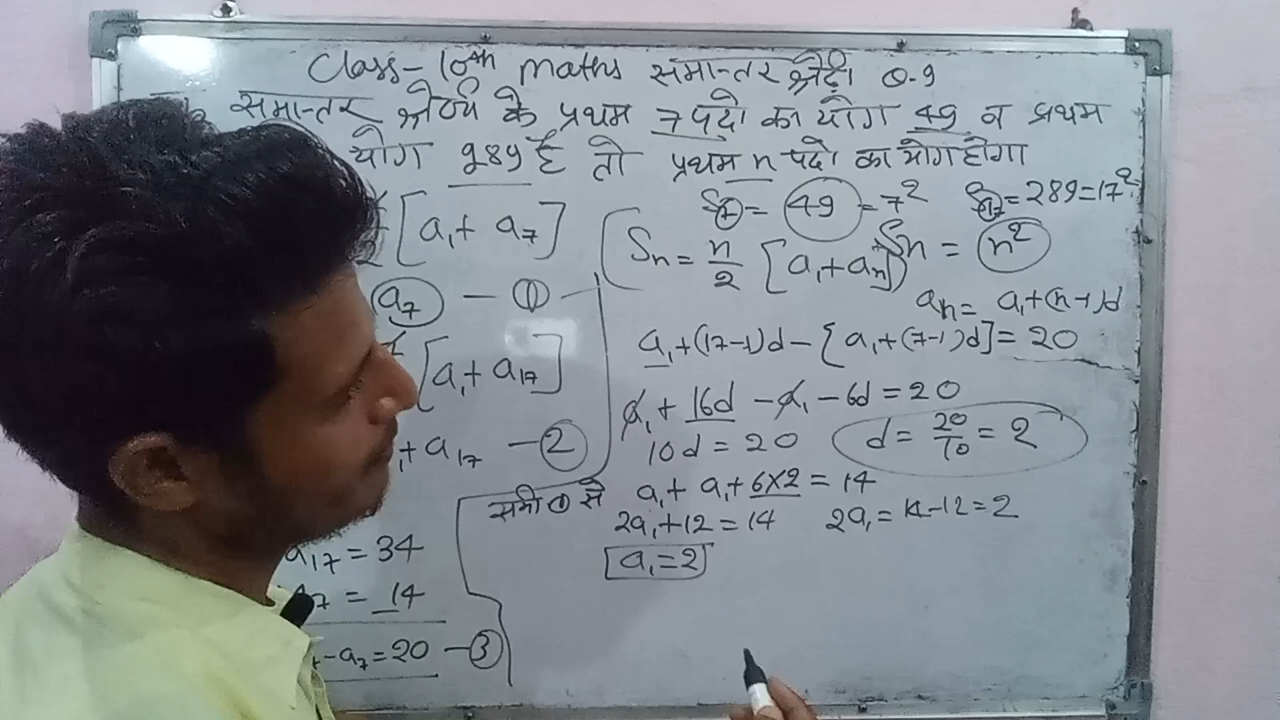 Class-10th maths समान्तर श्रेढ़ी Q.9
समान्तर श्रेढ़ी के प्रथम 7 पदो का योग 49 व प्रथम
योग 289 है तो प्रथम n पदो का योग होगा
S7 = 49 = 7² S17 = 289 = 17²
[a1 + a7]
Sn = n/2 [a1 + an] Sn = n²
a7 — ①
an = a1 + (n-1)d
[a1 + a17]
+ a17 — ②
a17 = 34
= 14
- a7 = 20 — ③
a1 + (17-1)d - [a1 + (7-1)d] = 20
a1 + 16d - a1 - 6d = 20
10d = 20 d = 20/10 = 2
समी ① से a1 + a1 + 6×2 = 14
2a1 + 12 = 14 2a1 = 14-12 = 2
a1 = 2